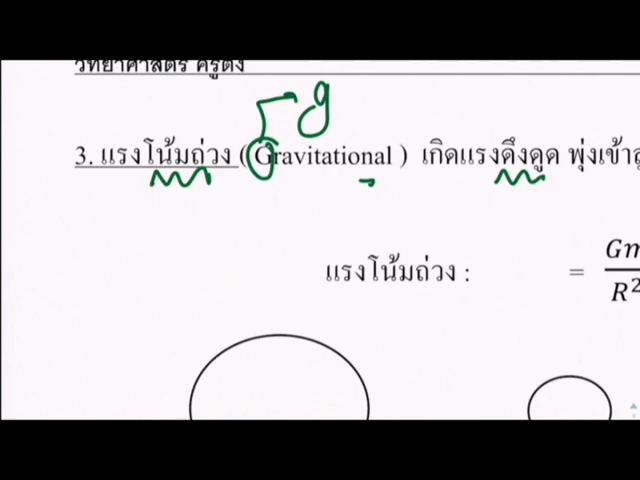 วิทยาศาสตร์ ครูติ่ง
g
3. แรงโน้มถ่วง ( Gravitational ) เกิดแรงดึงดูด พุ่งเข้า
แรงโน้มถ่วง : =
R²